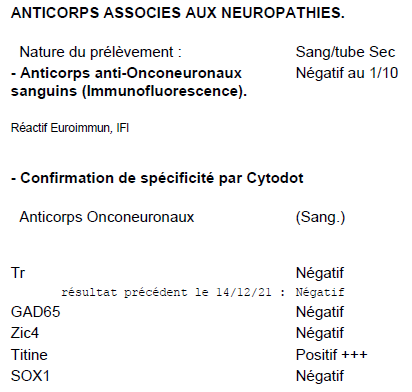 ANTICORPS ASSOCIES AUX NEUROPATHIES.
Nature du prélèvement : Sang/tube Sec
- Anticorps anti-Onconeuronaux Négatif au 1/10
sanguins (Immunofluorescence).
Réactif Euroimmun, IFI
- Confirmation de spécificité par Cytodot
Anticorps Onconeuronaux (Sang.)
Tr Négatif
résultat précédent le 14/12/21 : Négatif
GAD65 Négatif
Zic4 Négatif
Titine Positif +++
SOX1 Négatif